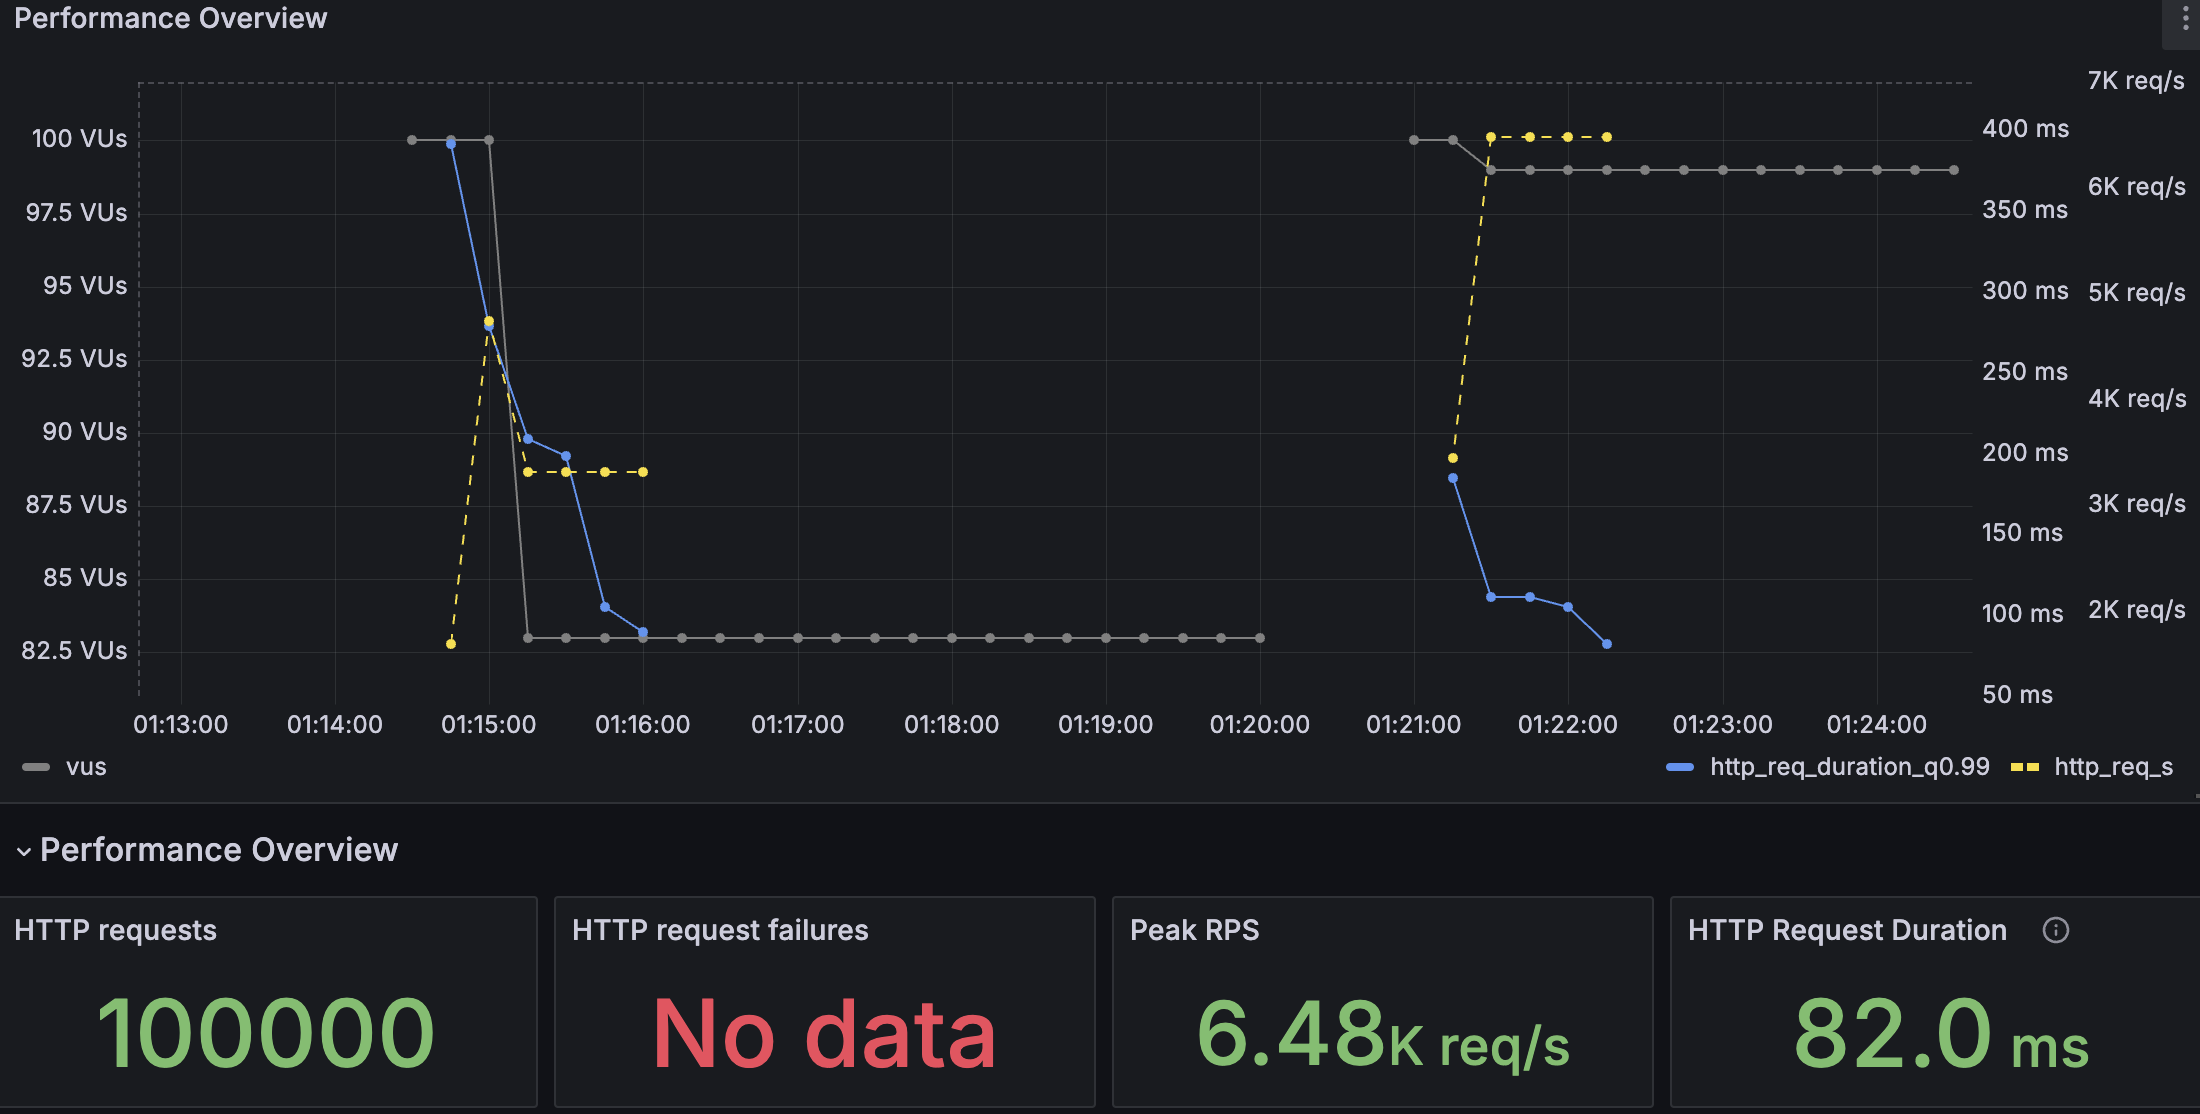 Performance Overview
7K req/s
100 VUs
400 ms
97.5 VUs
350 ms
6K req/s
95 VUs
300 ms
5K req/s
92.5 VUs
250 ms
4K req/s
90 VUs
200 ms
87.5 VUs
150 ms
3K req/s
85 VUs
100 ms
2K req/s
82.5 VUs
50 ms
01:13:00 01:14:00 01:15:00 01:16:00 01:17:00 01:18:00 01:19:00 01:20:00 01:21:00 01:22:00 01:23:00 01:24:00
vus
http_req_duration_q0.99 http_req_s
Performance Overview
HTTP requests
100000
HTTP request failures
No data
Peak RPS
6.48K req/s
HTTP Request Duration
82.0 ms